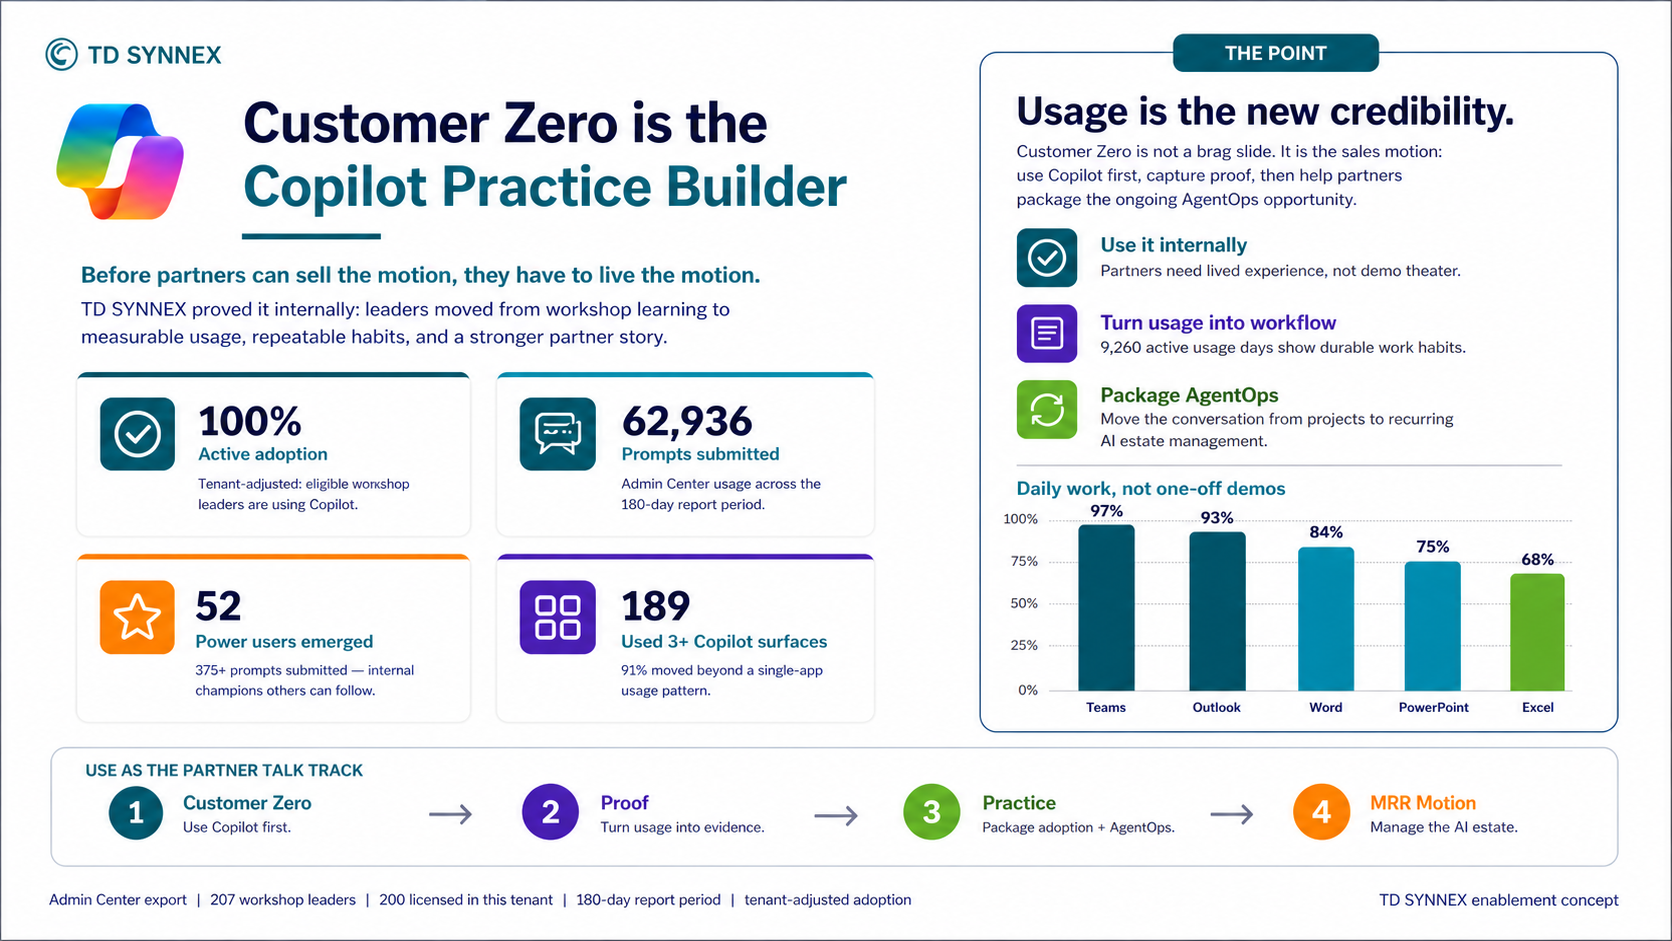 TD SYNNEX
Customer Zero is the
Copilot Practice Builder
Before partners can sell the motion, they have to live the motion.
TD SYNNEX proved it internally: leaders moved from workshop learning to
measurable usage, repeatable habits, and a stronger partner story.
100%
Active adoption
Tenant-adjusted: eligible workshop
leaders are using Copilot.
62,936
Prompts submitted
Admin Center usage across the
180-day report period.
52
Power users emerged
375+ prompts submitted — internal
champions others can follow.
189
Used 3+ Copilot surfaces
91% moved beyond a single-app
usage pattern.
THE POINT
Usage is the new credibility.
Customer Zero is not a brag slide. It is the sales motion:
use Copilot first, capture proof, then help partners
package the ongoing AgentOps opportunity.
Use it internally
Partners need lived experience, not demo theater.
Turn usage into workflow
9,260 active usage days show durable work habits.
Package AgentOps
Move the conversation from projects to recurring
AI estate management.
Daily work, not one-off demos
100%
75%
50%
25%
0%
97%
93%
84%
75%
68%
Teams
Outlook
Word
PowerPoint
Excel
USE AS THE PARTNER TALK TRACK
1
Customer Zero
Use Copilot first.
2
Proof
Turn usage into evidence.
3
Practice
Package adoption + AgentOps.
4
MRR Motion
Manage the AI estate.
Admin Center export | 207 workshop leaders | 200 licensed in this tenant | 180-day report period | tenant-adjusted adoption
TD SYNNEX enablement concept